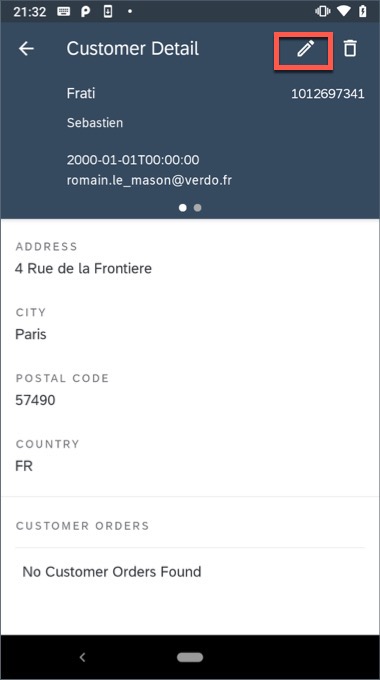 21:32
Customer Detail
Frati 1012697341
Sebastien
2000-01-01T00:00:00
romain.le_mason@verdo.fr
ADDRESS
4 Rue de la Frontiere
CITY
Paris
POSTAL CODE
57490
COUNTRY
FR
CUSTOMER ORDERS
No Customer Orders Found